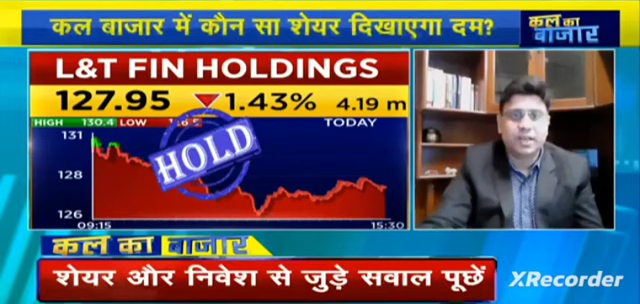 कल बाजार में कौन सा शेयर दिखाएगा दम?
कल का
बाजार
L&T FIN HOLDINGS
127.95 ▼ 1.43% 4.19 m
HIGH 130.4 LOW TODAY
131
128
126
09:15 15:30
HOLD
कल का बाजार
शेयर और निवेश से जुड़े सवाल पूछें
XRecorder